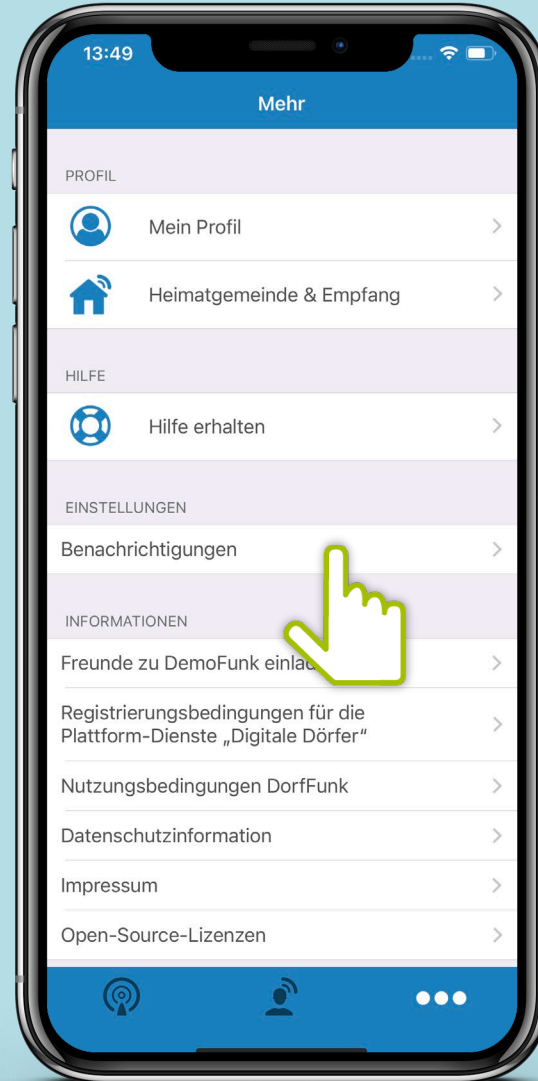 13:49
Mehr
PROFIL
Mein Profil
Heimatgemeinde & Empfang
HILFE
Hilfe erhalten
EINSTELLUNGEN
Benachrichtigungen
INFORMATIONEN
Freunde zu DemoFunk
Registrierungsbedingungen für die
Plattform-Dienste „Digitale Dörfer“
Nutzungsbedingungen DorfFunk
Datenschutzinformation
Impressum
Open-Source-Lizenzen